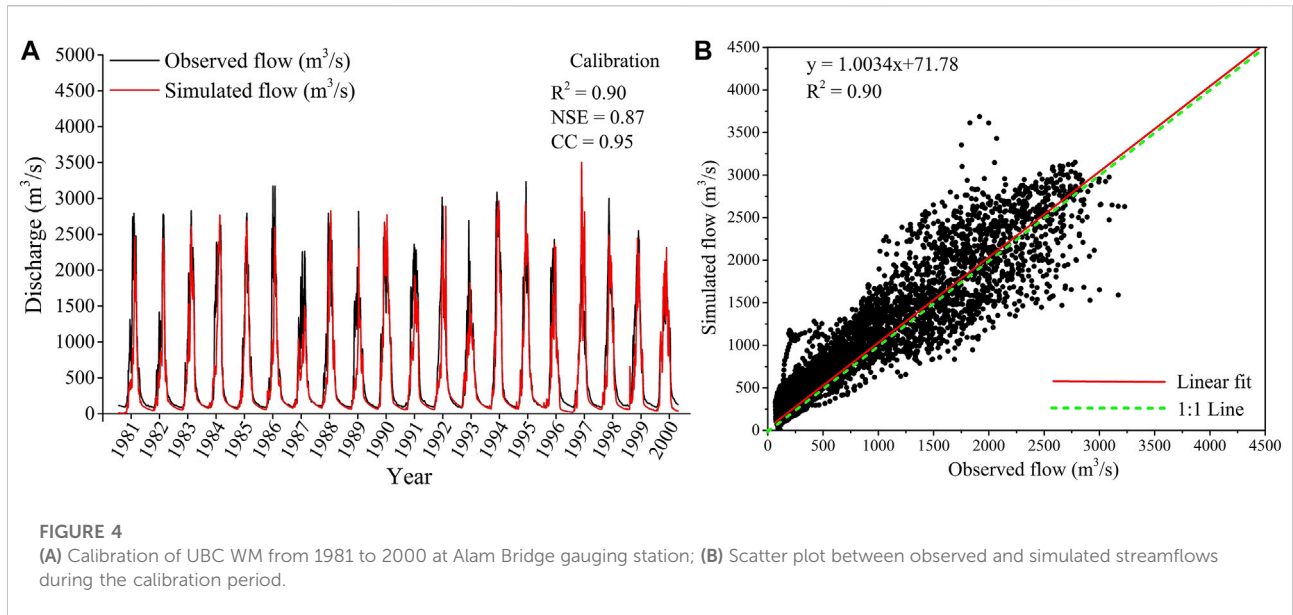 A
Observed flow (m³/s)
Simulated flow (m³/s)
Calibration
R² = 0.90
NSE = 0.87
CC = 0.95
Discharge (m³/s)
5000
4500
4000
3500
3000
2500
2000
1500
1000
500
0
1981 1982 1983 1984 1985 1986 1987 1988 1989 1990 1991 1992 1993 1994 1995 1996 1997 1998 1999 2000
Year
B
y = 1.0034x+71.78
R² = 0.90
Simulated flow (m³/s)
4500
4000
3500
3000
2500
2000
1500
1000
500
0
Linear fit
1:1 Line
0 500 1000 1500 2000 2500 3000 3500 4000 4500
Observed flow (m³/s)
FIGURE 4
(A) Calibration of UBC WM from 1981 to 2000 at Alam Bridge gauging station; (B) Scatter plot between observed and simulated streamflows
during the calibration period.